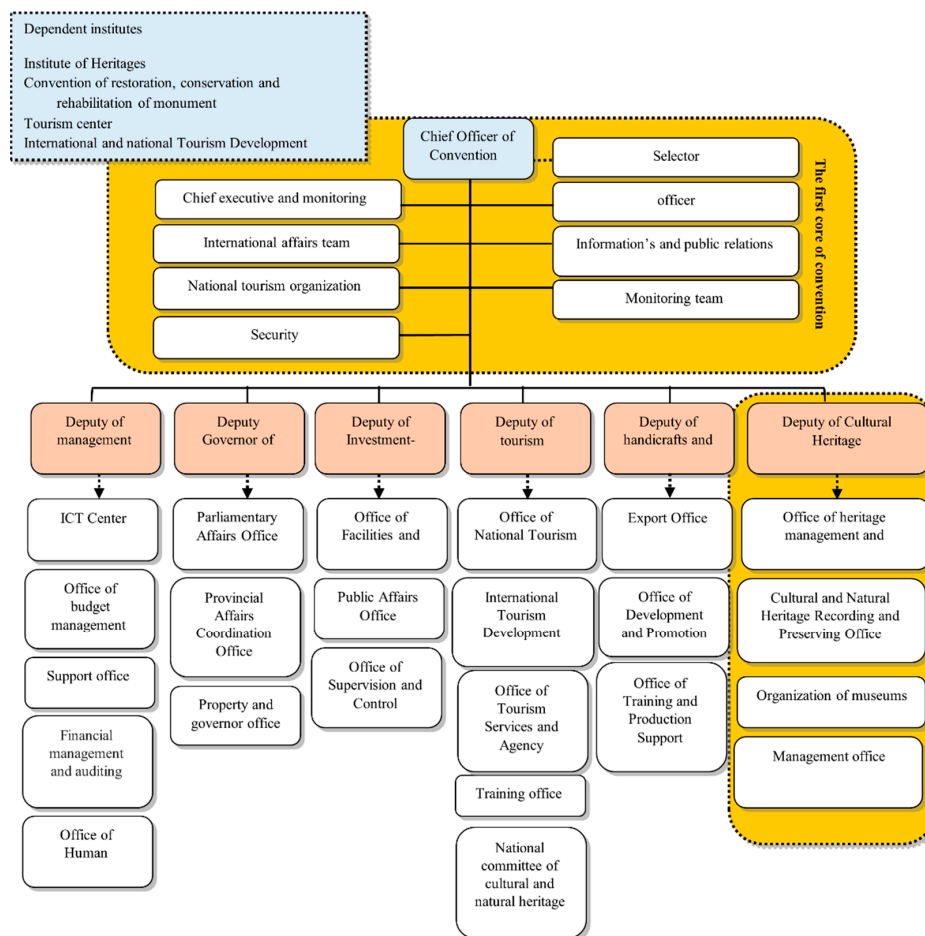 Dependent institutes
Institute of Heritages
Convention of restoration, conservation and
rehabilitation of monument
Tourism center
International and national Tourism Development
Chief Officer of
Convention
Selector
Chief executive and monitoring
officer
International affairs team
Information's and public relations
National tourism organization
Monitoring team
Security
The first core of convention
Deputy of
management
Deputy
Governor of
Deputy of
Investment-
Deputy of
tourism
Deputy of
handicrafts and
Deputy of Cultural
Heritage
ICT Center
Office of
budget
management
Support office
Financial
management
and auditing
Office of
Human
Parliamentary
Affairs Office
Provincial
Affairs
Coordination
Office
Property and
governor office
Office of
Facilities and
Public Affairs
Office
Office of
Supervision and
Control
Office of
National Tourism
International
Tourism
Development
Office of
Tourism
Services and
Agency
Training office
National
committee of
cultural and
natural heritage
Export Office
Office of
Development
and Promotion
Office of
Training and
Production
Support
Office of heritage
management and
Cultural and Natural
Heritage Recording and
Preserving Office
Organization of museums
Management office